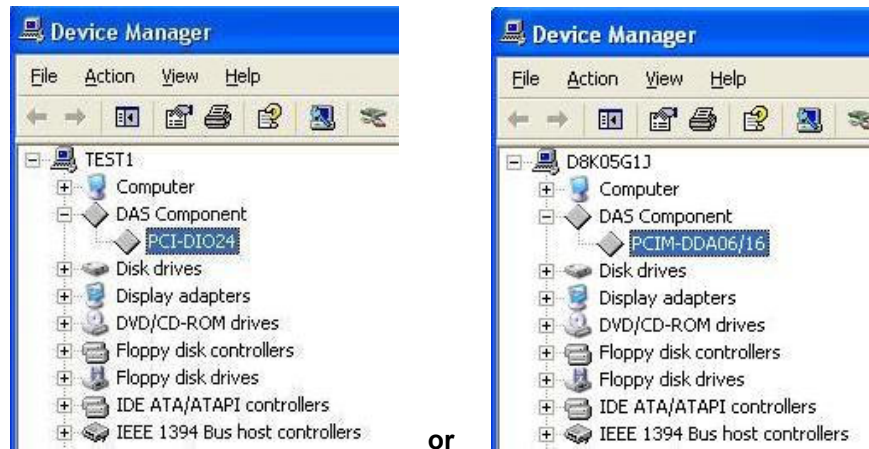 Device Manager
File Action View Help
TEST1
Computer
DAS Component
PCI-DIO24
Disk drives
Display adapters
DVD/CD-ROM drives
Floppy disk controllers
Floppy disk drives
IDE ATA/ATAPI controllers
IEEE 1394 Bus host controllers
or
Device Manager
File Action View Help
D8K05G1J
Computer
DAS Component
PCIM-DDA06/16
Disk drives
Display adapters
DVD/CD-ROM drives
Floppy disk controllers
Floppy disk drives
IDE ATA/ATAPI controllers
IEEE 1394 Bus host controllers